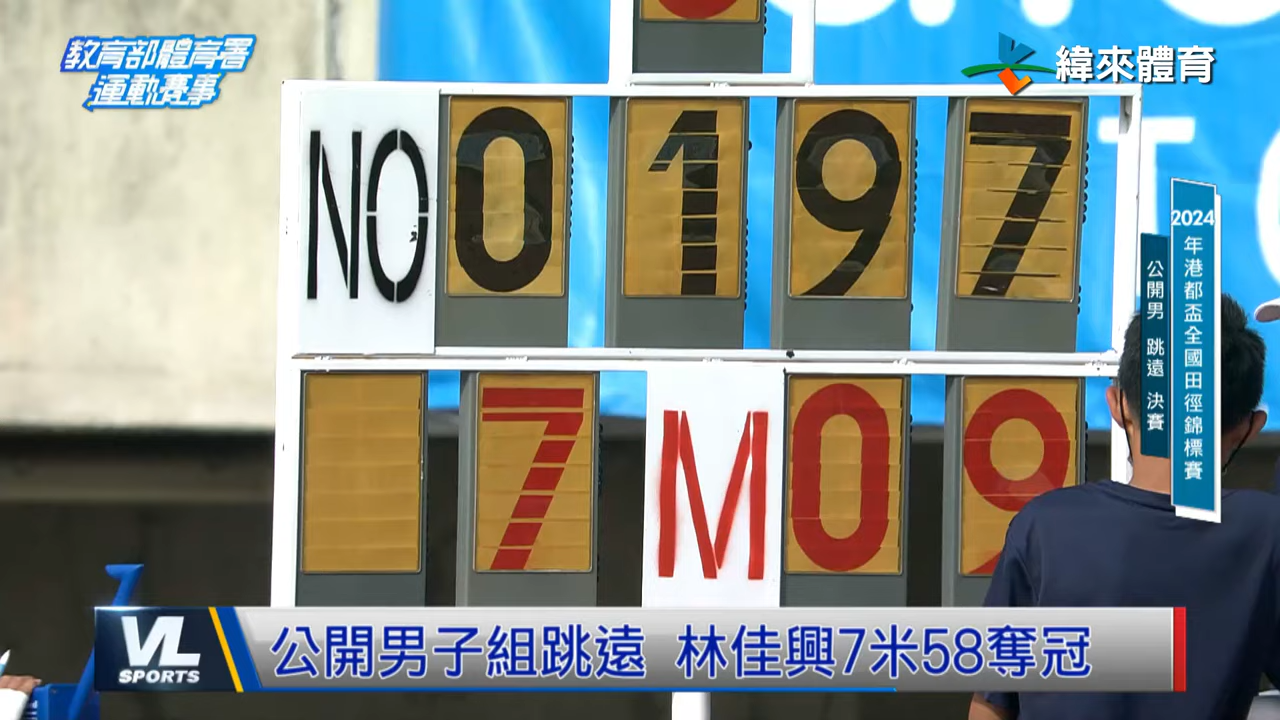 教育部體育署
運動賽事
緯來體育
NO 0197
7M09
2024年港都盃全國田徑錦標賽
公開男 跳遠 決賽
VL
SPORTS
公開男子組跳遠 林佳興7米58奪冠